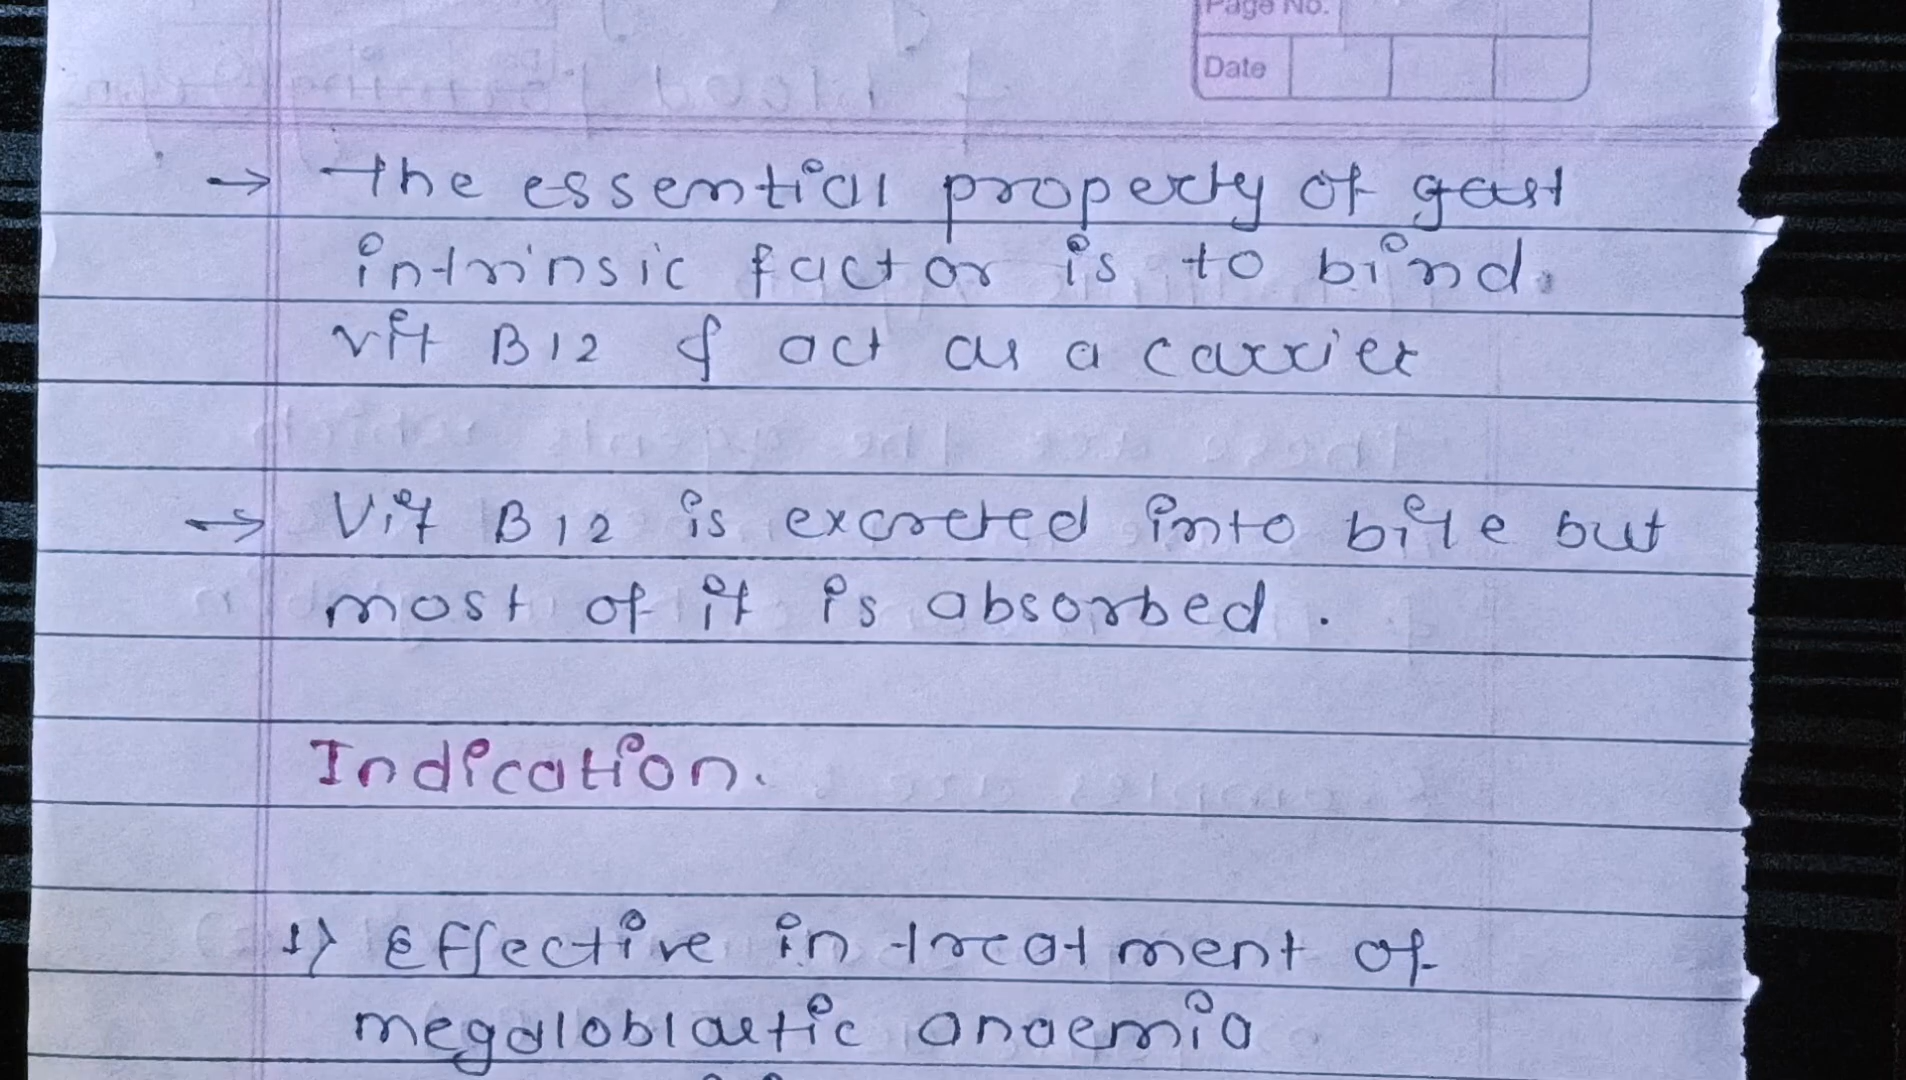 Page No.
Date
→ the essential property of gast
intrinsic factor is to bind.
vit B12 & act as a carrier
→ Vit B12 is excreted into bile but
most of it is absorbed.
Indication.
1) Effective in treatment of
megaloblastic anaemia